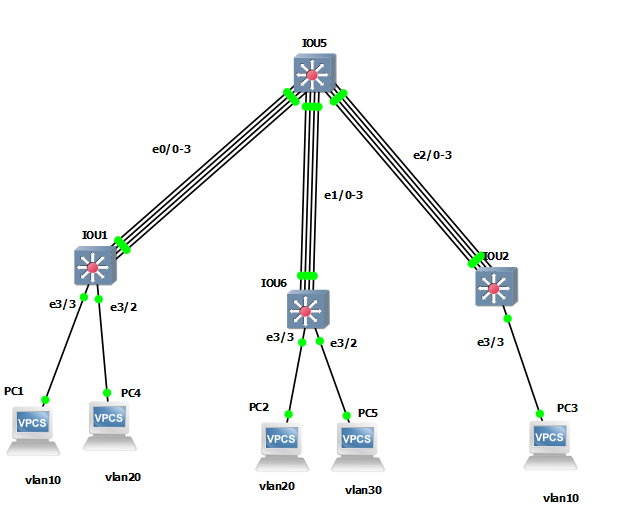 IOU5
e0/0-3
e2/0-3
e1/0-3
IOU1
IOU2
IOU6
e3/3
e3/2
e3/3
e3/2
e3/3
PC1
PC4
PC2
PC5
PC3
VPCS
VPCS
VPCS
VPCS
VPCS
vlan10
vlan20
vlan20
vlan30
vlan10